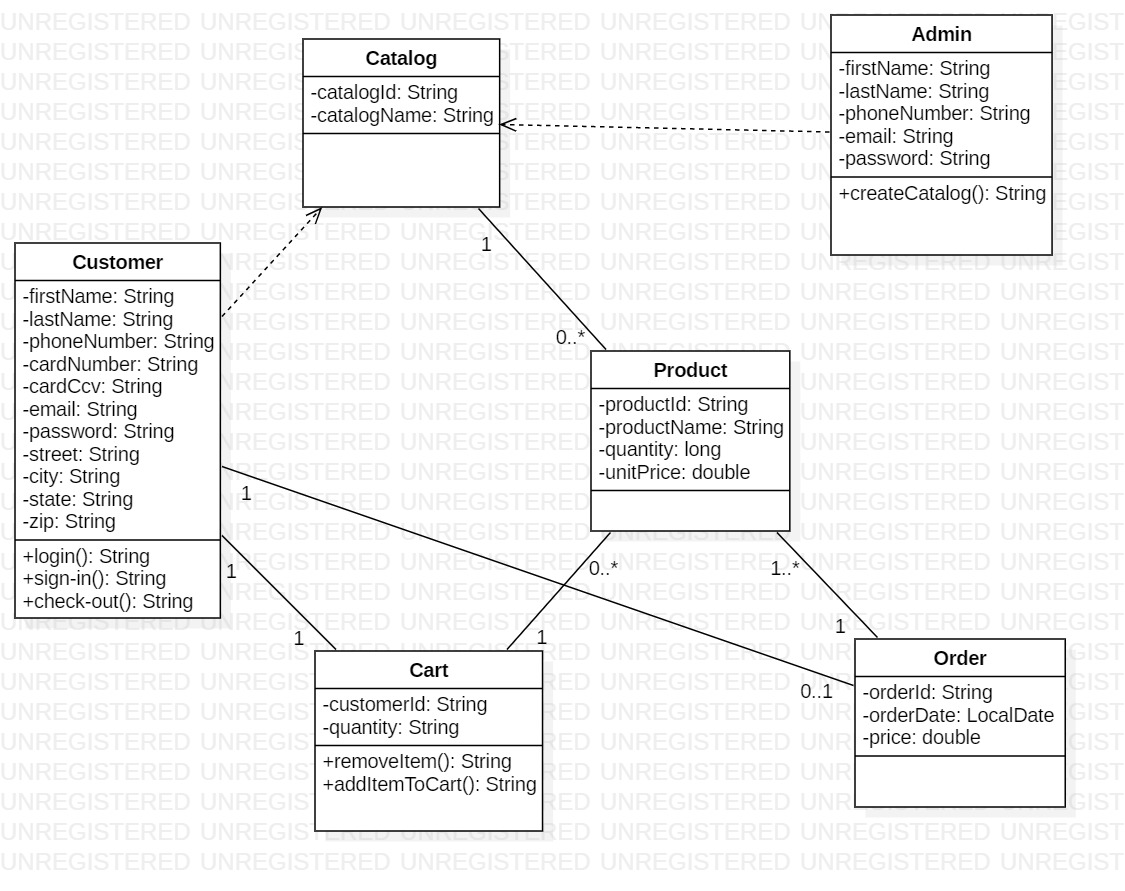 Catalog
-catalogId: String
-catalogName: String
Admin
-firstName: String
-lastName: String
-phoneNumber: String
-email: String
-password: String
+createCatalog(): String
Customer
-firstName: String
-lastName: String
-phoneNumber: String
-cardNumber: String
-cardCcv: String
-email: String
-password: String
-street: String
-city: String
-state: String
-zip: String
+login(): String
+sign-in(): String
+check-out(): String
1
0..*
Product
-productId: String
-productName: String
-quantity: long
-unitPrice: double
1
1
1
0..*
1
1..*
1
0..1
Cart
-customerId: String
-quantity: String
+removeItem(): String
+addItemToCart(): String
Order
-orderId: String
-orderDate: LocalDate
-price: double
UNREGISTERED